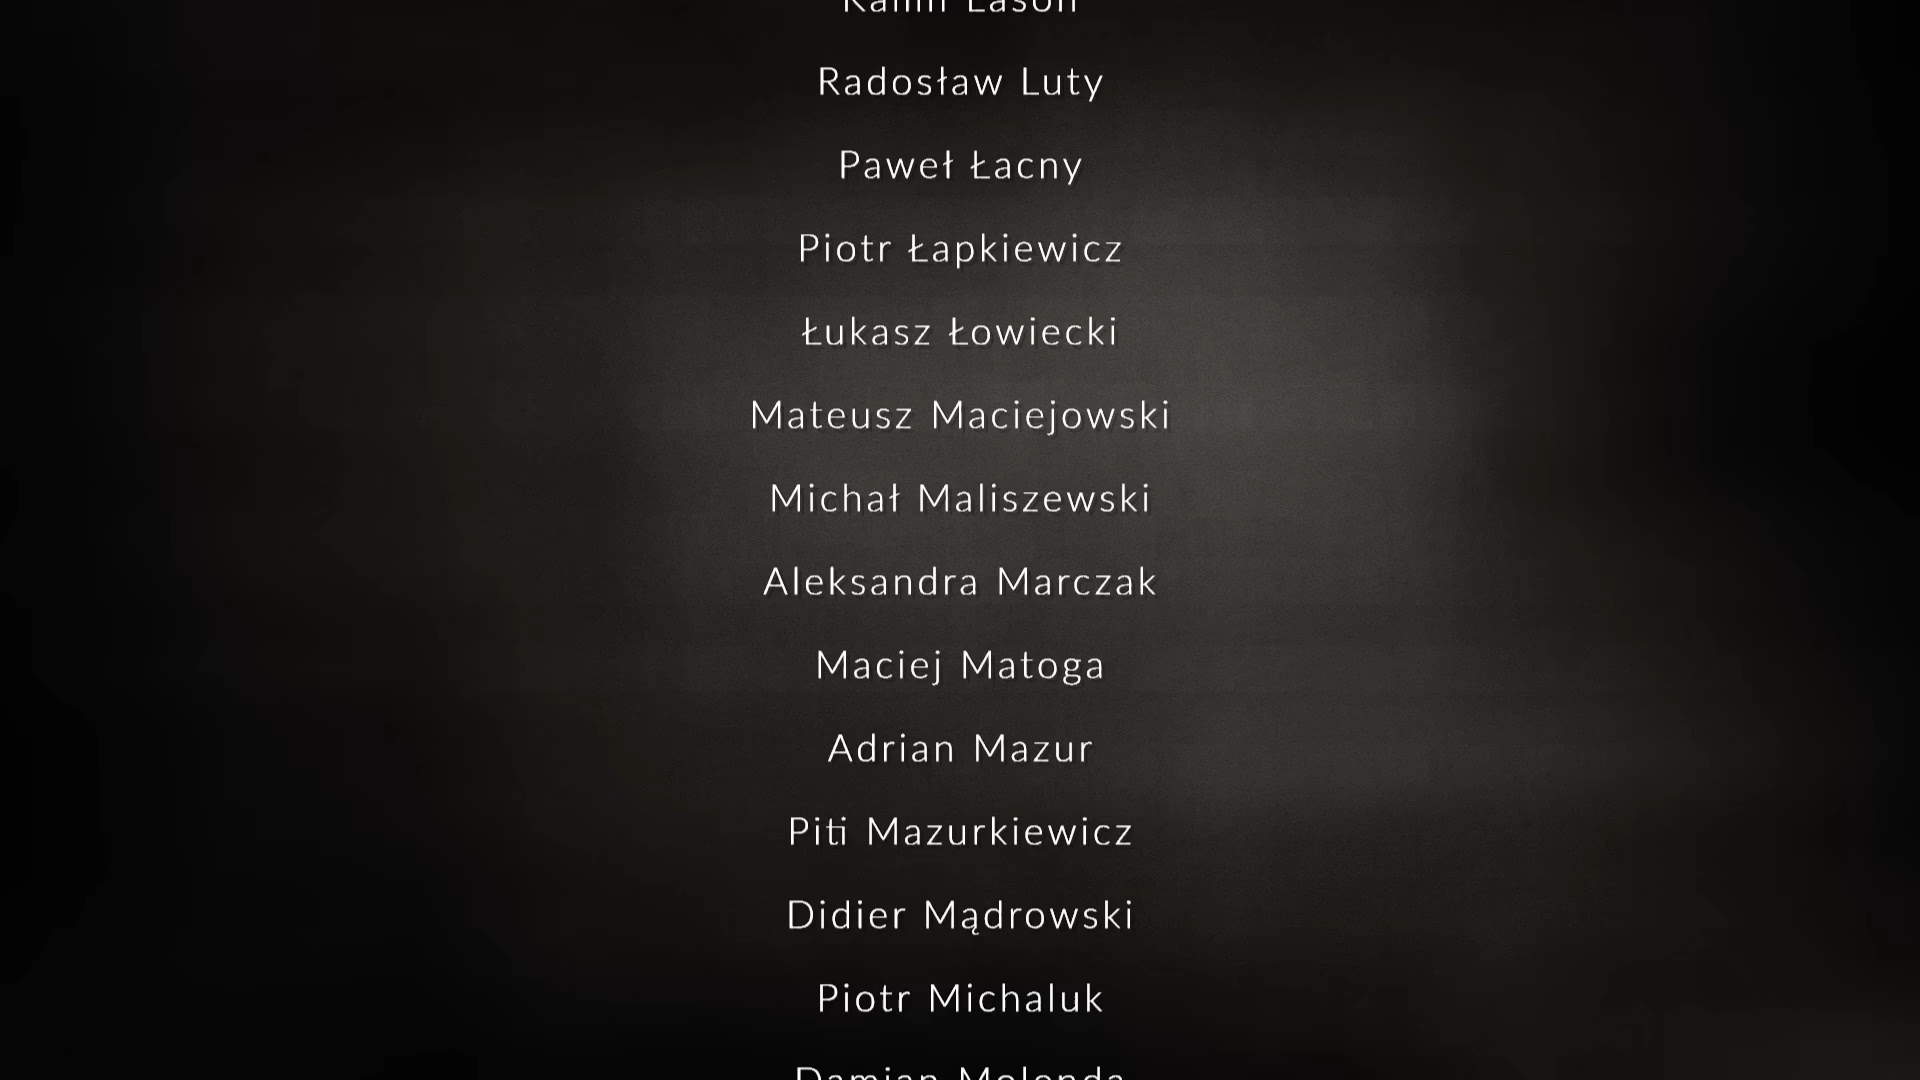 Radosław Luty
Paweł Łacny
Piotr Łapkiewicz
Łukasz Łowiecki
Mateusz Maciejowski
Michał Maliszewski
Aleksandra Marczak
Maciej Matoga
Adrian Mazur
Piti Mazurkiewicz
Didier Mądrowski
Piotr Michaluk
Damian